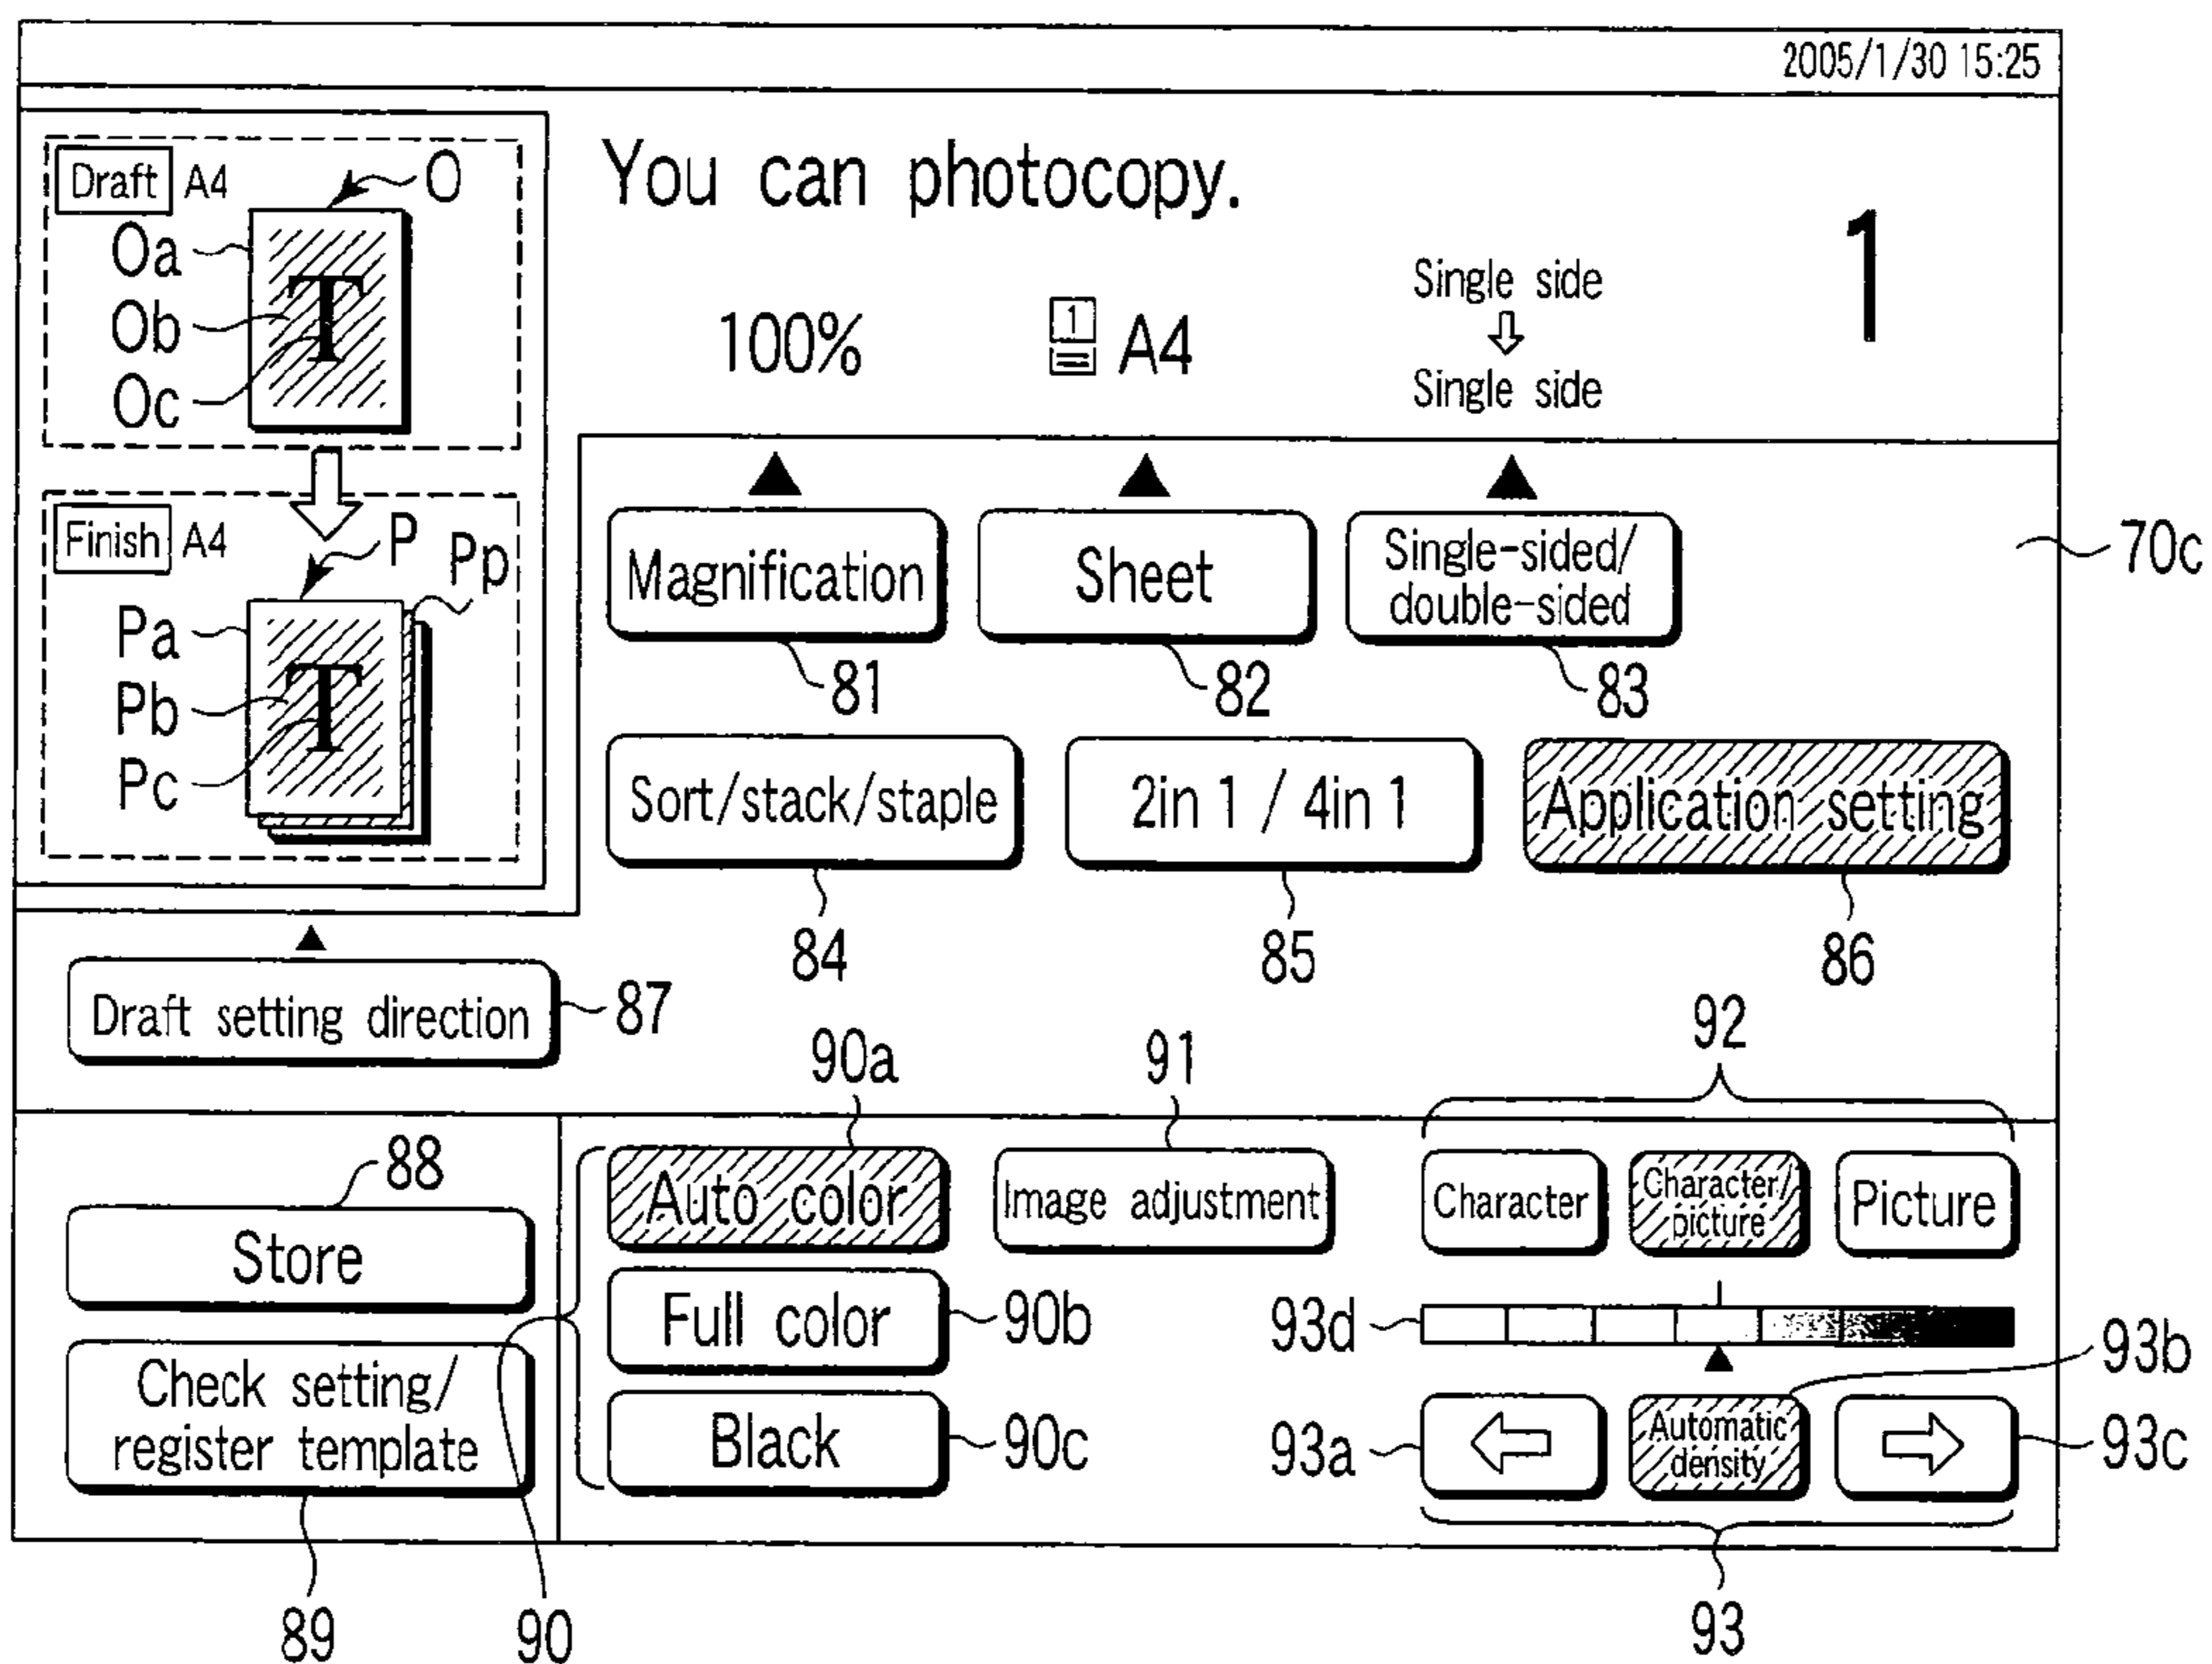 2005/1/30 15:25
Draft A4
O
Oa
Ob
Oc
T
You can photocopy.
1
100%
1 A4
Single side
Single side
Finish A4
P
Pp
Pa
Pb
Pc
T
Magnification
Sheet
Single-sided/
double-sided
70c
81
82
83
Sort/stack/staple
2in 1 / 4in 1
Application setting
84
85
86
Draft setting direction
87
90a
91
92
88
Store
Check setting/
register template
Auto color
Image adjustment
Character
Character/
picture
Picture
Full color
90b
93d
93b
Black
90c
93a
Automatic
density
93c
89
90
93